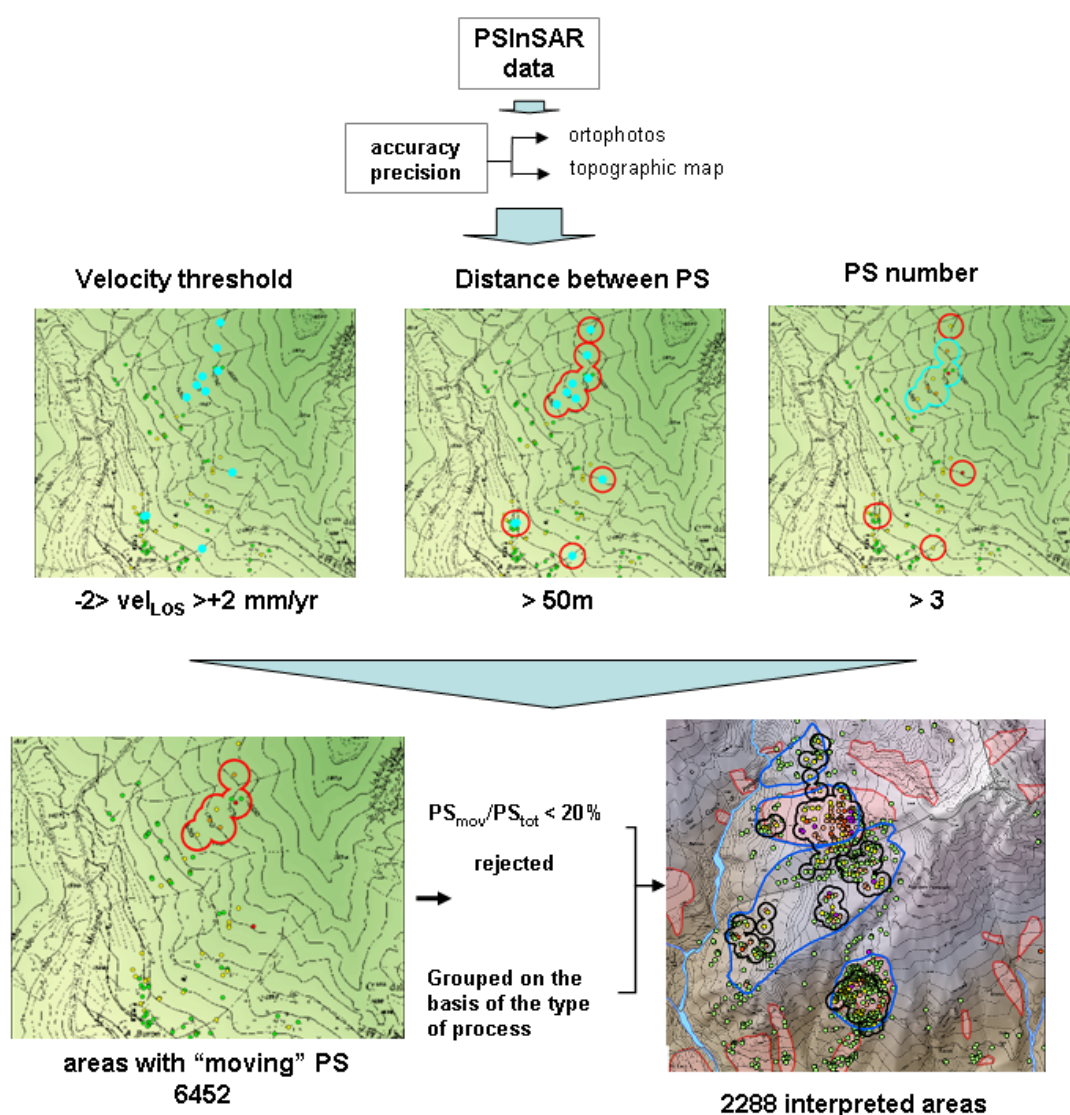 PSInSAR
data
accuracy
precision
ortophotos
topographic map
Velocity threshold
Distance between PS
PS number
-2> vel_LOS >+2 mm/yr
> 50m
> 3
PS_mov/PS_tot < 20%
rejected
Grouped on the
basis of the type
of process
areas with “moving” PS
6452
2288 interpreted areas